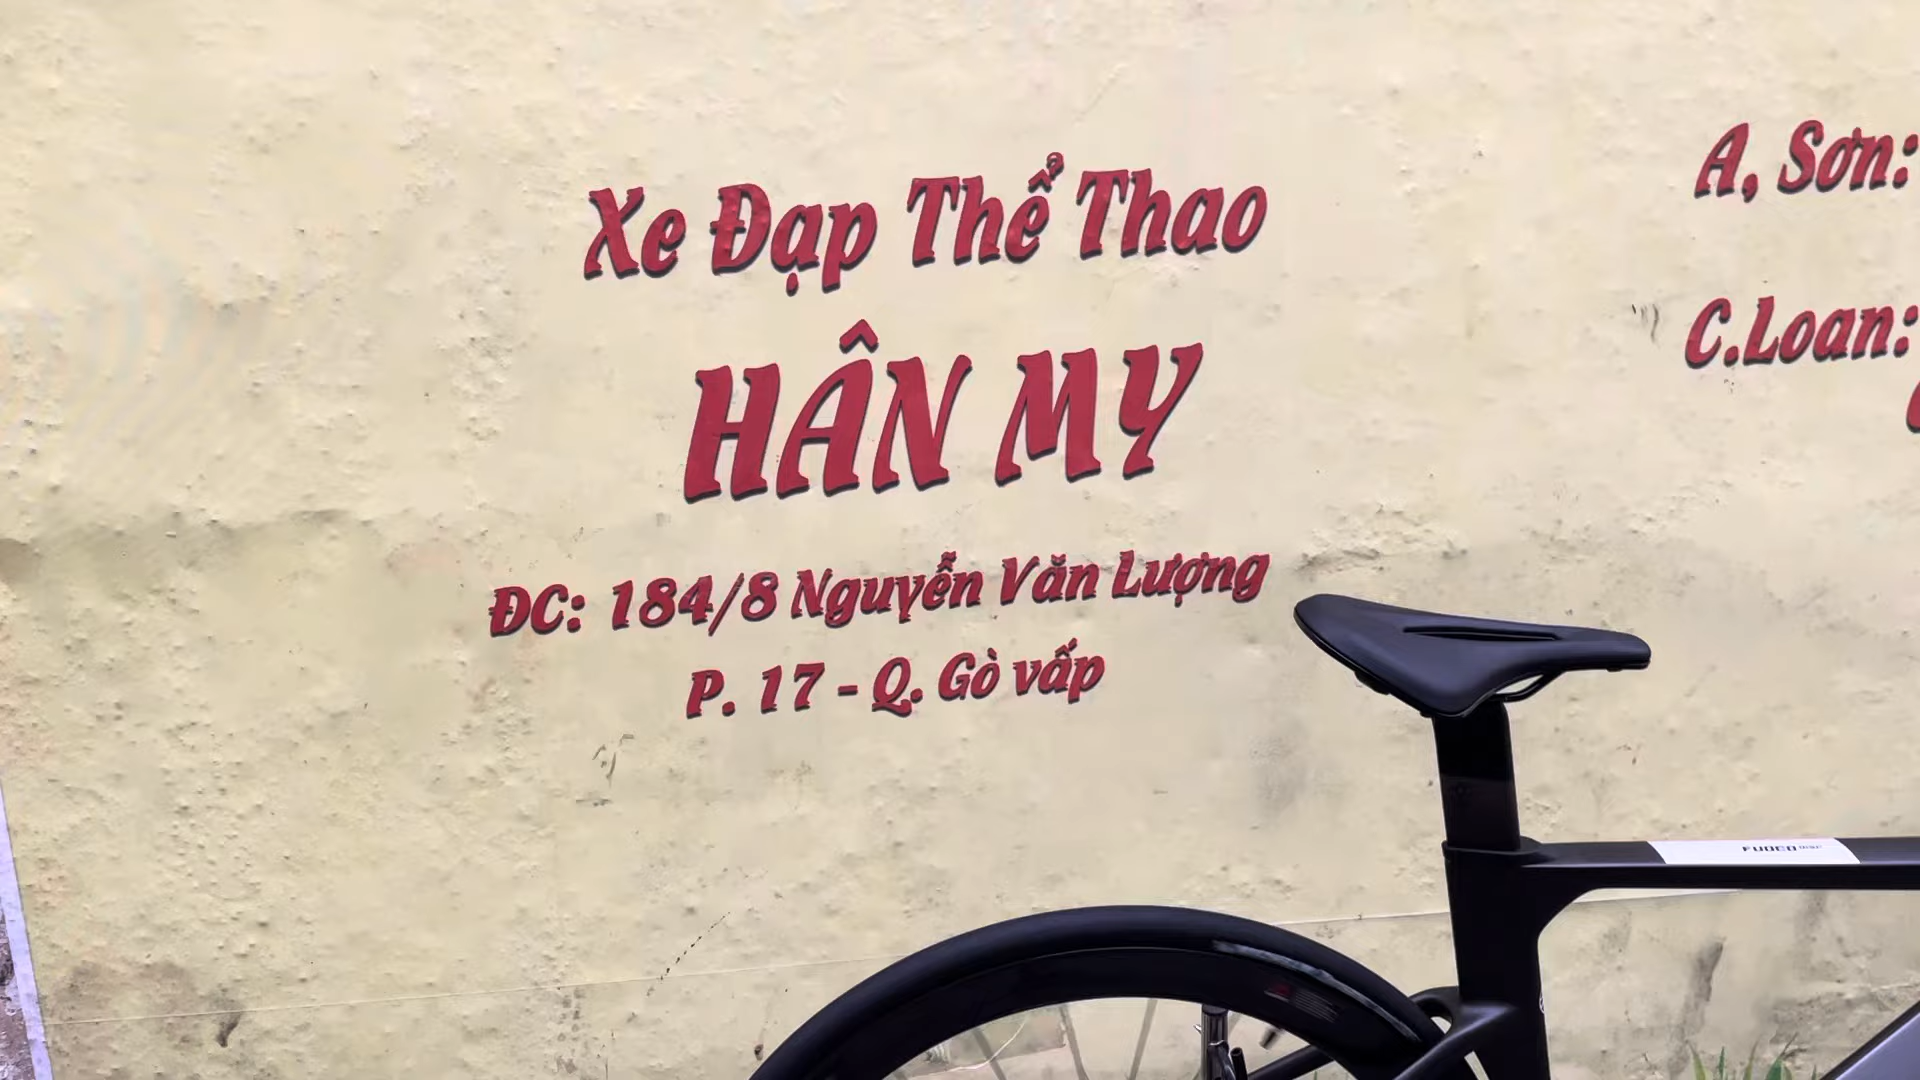 Xe Đạp Thể Thao
HÂN MY
ĐC: 184/8 Nguyễn Văn Lượng
P. 17 - Q. Gò vấp
A, Sơn:
C.Loan: